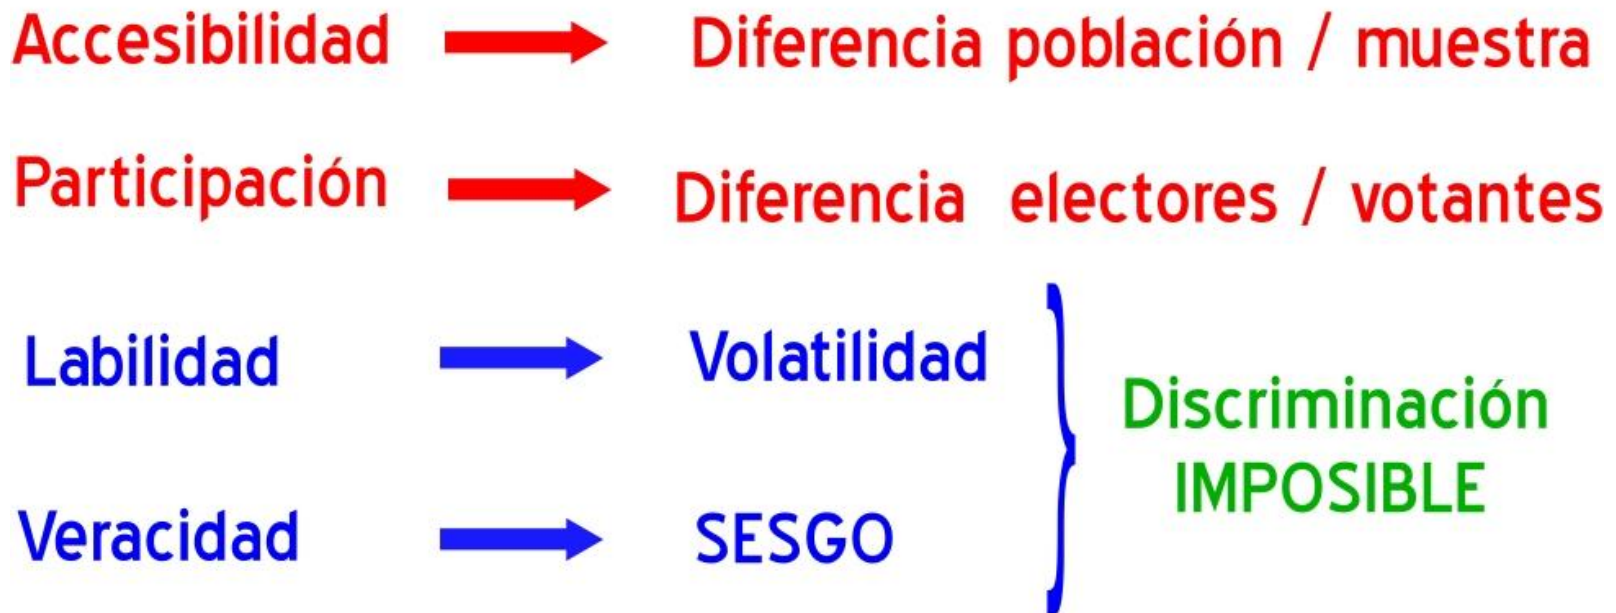 Accesibilidad Diferencia población / muestra
Participación Diferencia electores / votantes
Labilidad Volatilidad
Discriminación
IMPOSIBLE
Veracidad SESGO